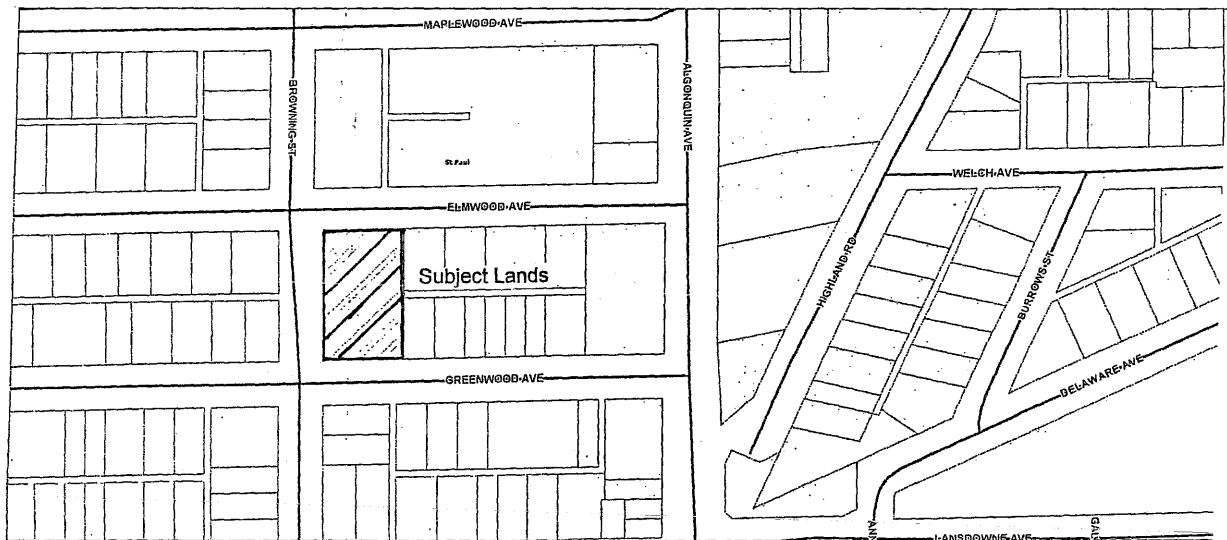 MAPLEWOOD AVE
BROWNING ST
ALGONQUIN AVE
St Paul
WELCH AVE
ELMWOOD AVE
Subject Lands
HIGHLAND RD
BURROWS ST
GREENWOOD AVE
DELAWARE AVE
LANSDOWNE AVE